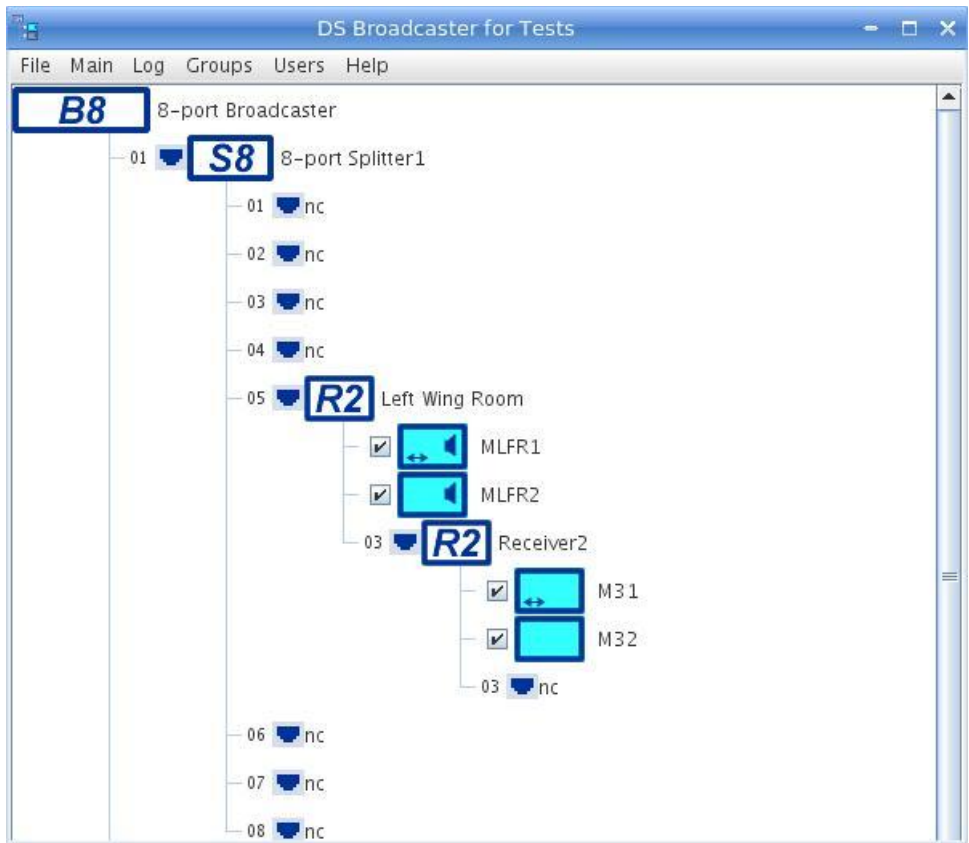 DS Broadcaster for Tests
File Main Log Groups Users Help
B8 8-port Broadcaster
01 S8 8-port Splitter1
01 nc
02 nc
03 nc
04 nc
05 R2 Left Wing Room
MLFR1
MLFR2
03 R2 Receiver2
M31
M32
03 nc
06 nc
07 nc
08 nc